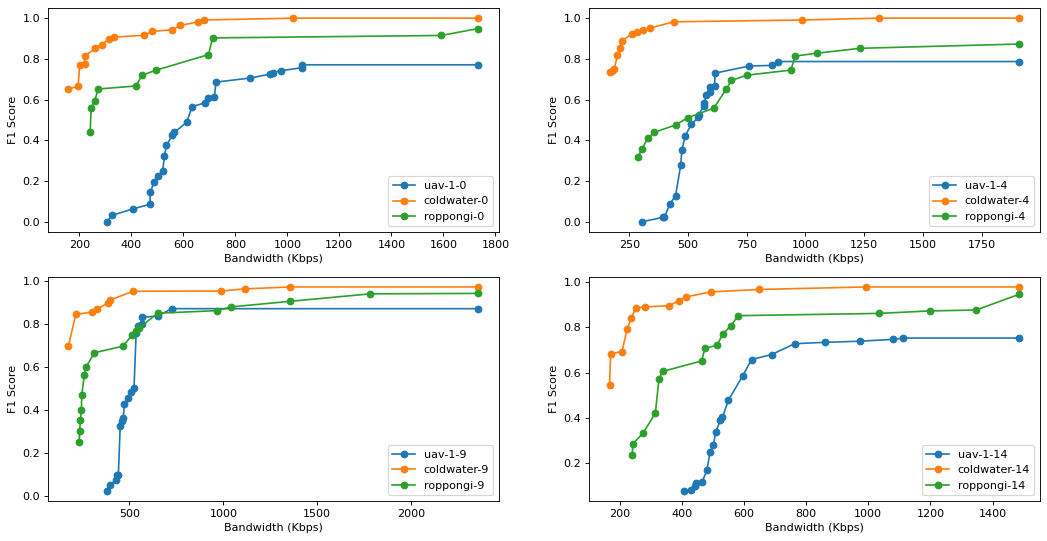 1.0
0.8
0.6
0.4
0.2
0.0
F1 Score
200 400 600 800 1000 1200 1400 1600 1800
Bandwidth (Kbps)
uav-1-0
coldwater-0
roppongi-0
1.0
0.8
0.6
0.4
0.2
0.0
F1 Score
250 500 750 1000 1250 1500 1750
Bandwidth (Kbps)
uav-1-4
coldwater-4
roppongi-4
1.0
0.8
0.6
0.4
0.2
0.0
F1 Score
500 1000 1500 2000
Bandwidth (Kbps)
uav-1-9
coldwater-9
roppongi-9
1.0
0.8
0.6
0.4
0.2
F1 Score
200 400 600 800 1000 1200 1400
Bandwidth (Kbps)
uav-1-14
coldwater-14
roppongi-14